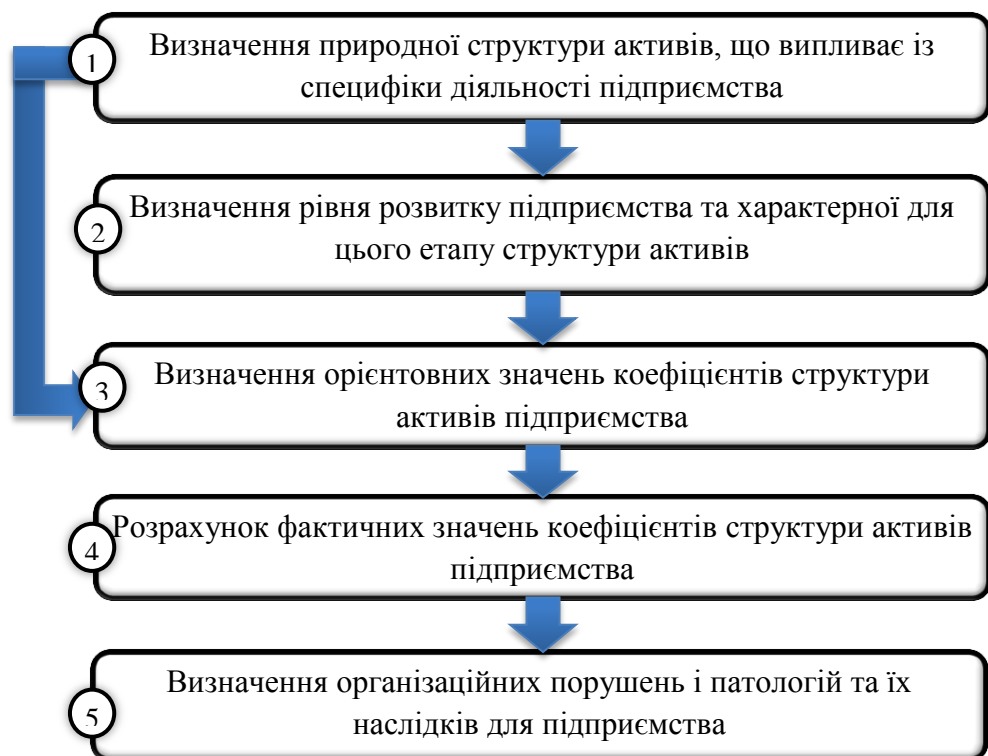 1
Визначення природної структури активів, що випливає із
специфіки діяльності підприємства
2
Визначення рівня розвитку підприємства та характерної для
цього етапу структури активів
3
Визначення орієнтовних значень коефіцієнтів структури
активів підприємства
4
Розрахунок фактичних значень коефіцієнтів структури активів
підприємства
5
Визначення організаційних порушень і патологій та їх
наслідків для підприємства